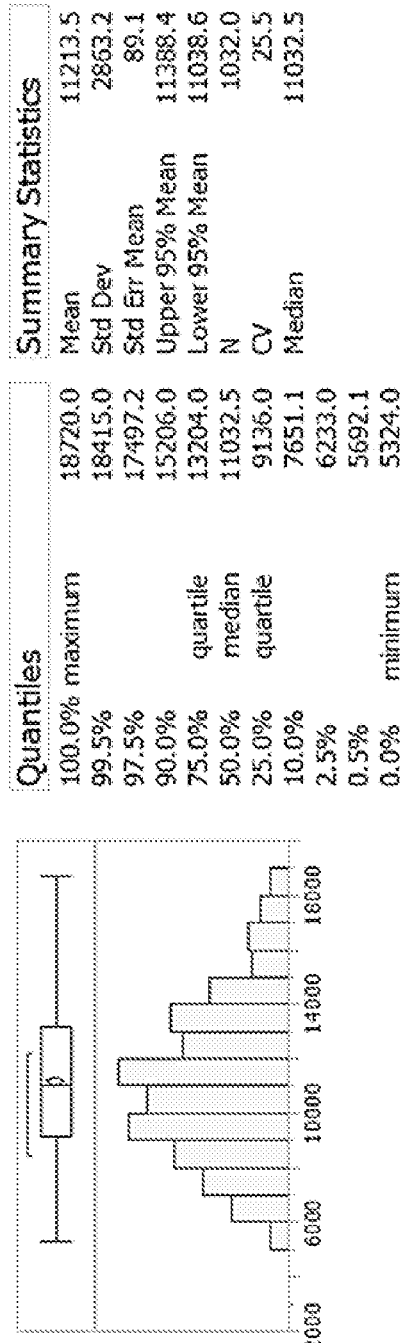 2000 6000 10000 14000 18000
Quantiles
100.0% maximum 18720.0
99.5% 18415.0
97.5% 17497.2
90.0% 15206.0
75.0% quartile 13204.0
50.0% median 11032.5
25.0% quartile 9136.0
10.0% 7651.1
2.5% 6233.0
0.5% 5692.1
0.0% minimum 5324.0
Summary Statistics
Mean 11213.5
Std Dev 2863.2
Std Err Mean 89.1
Upper 95% Mean 11388.4
Lower 95% Mean 11038.6
N 1032.0
CV 25.5
Median 11032.5